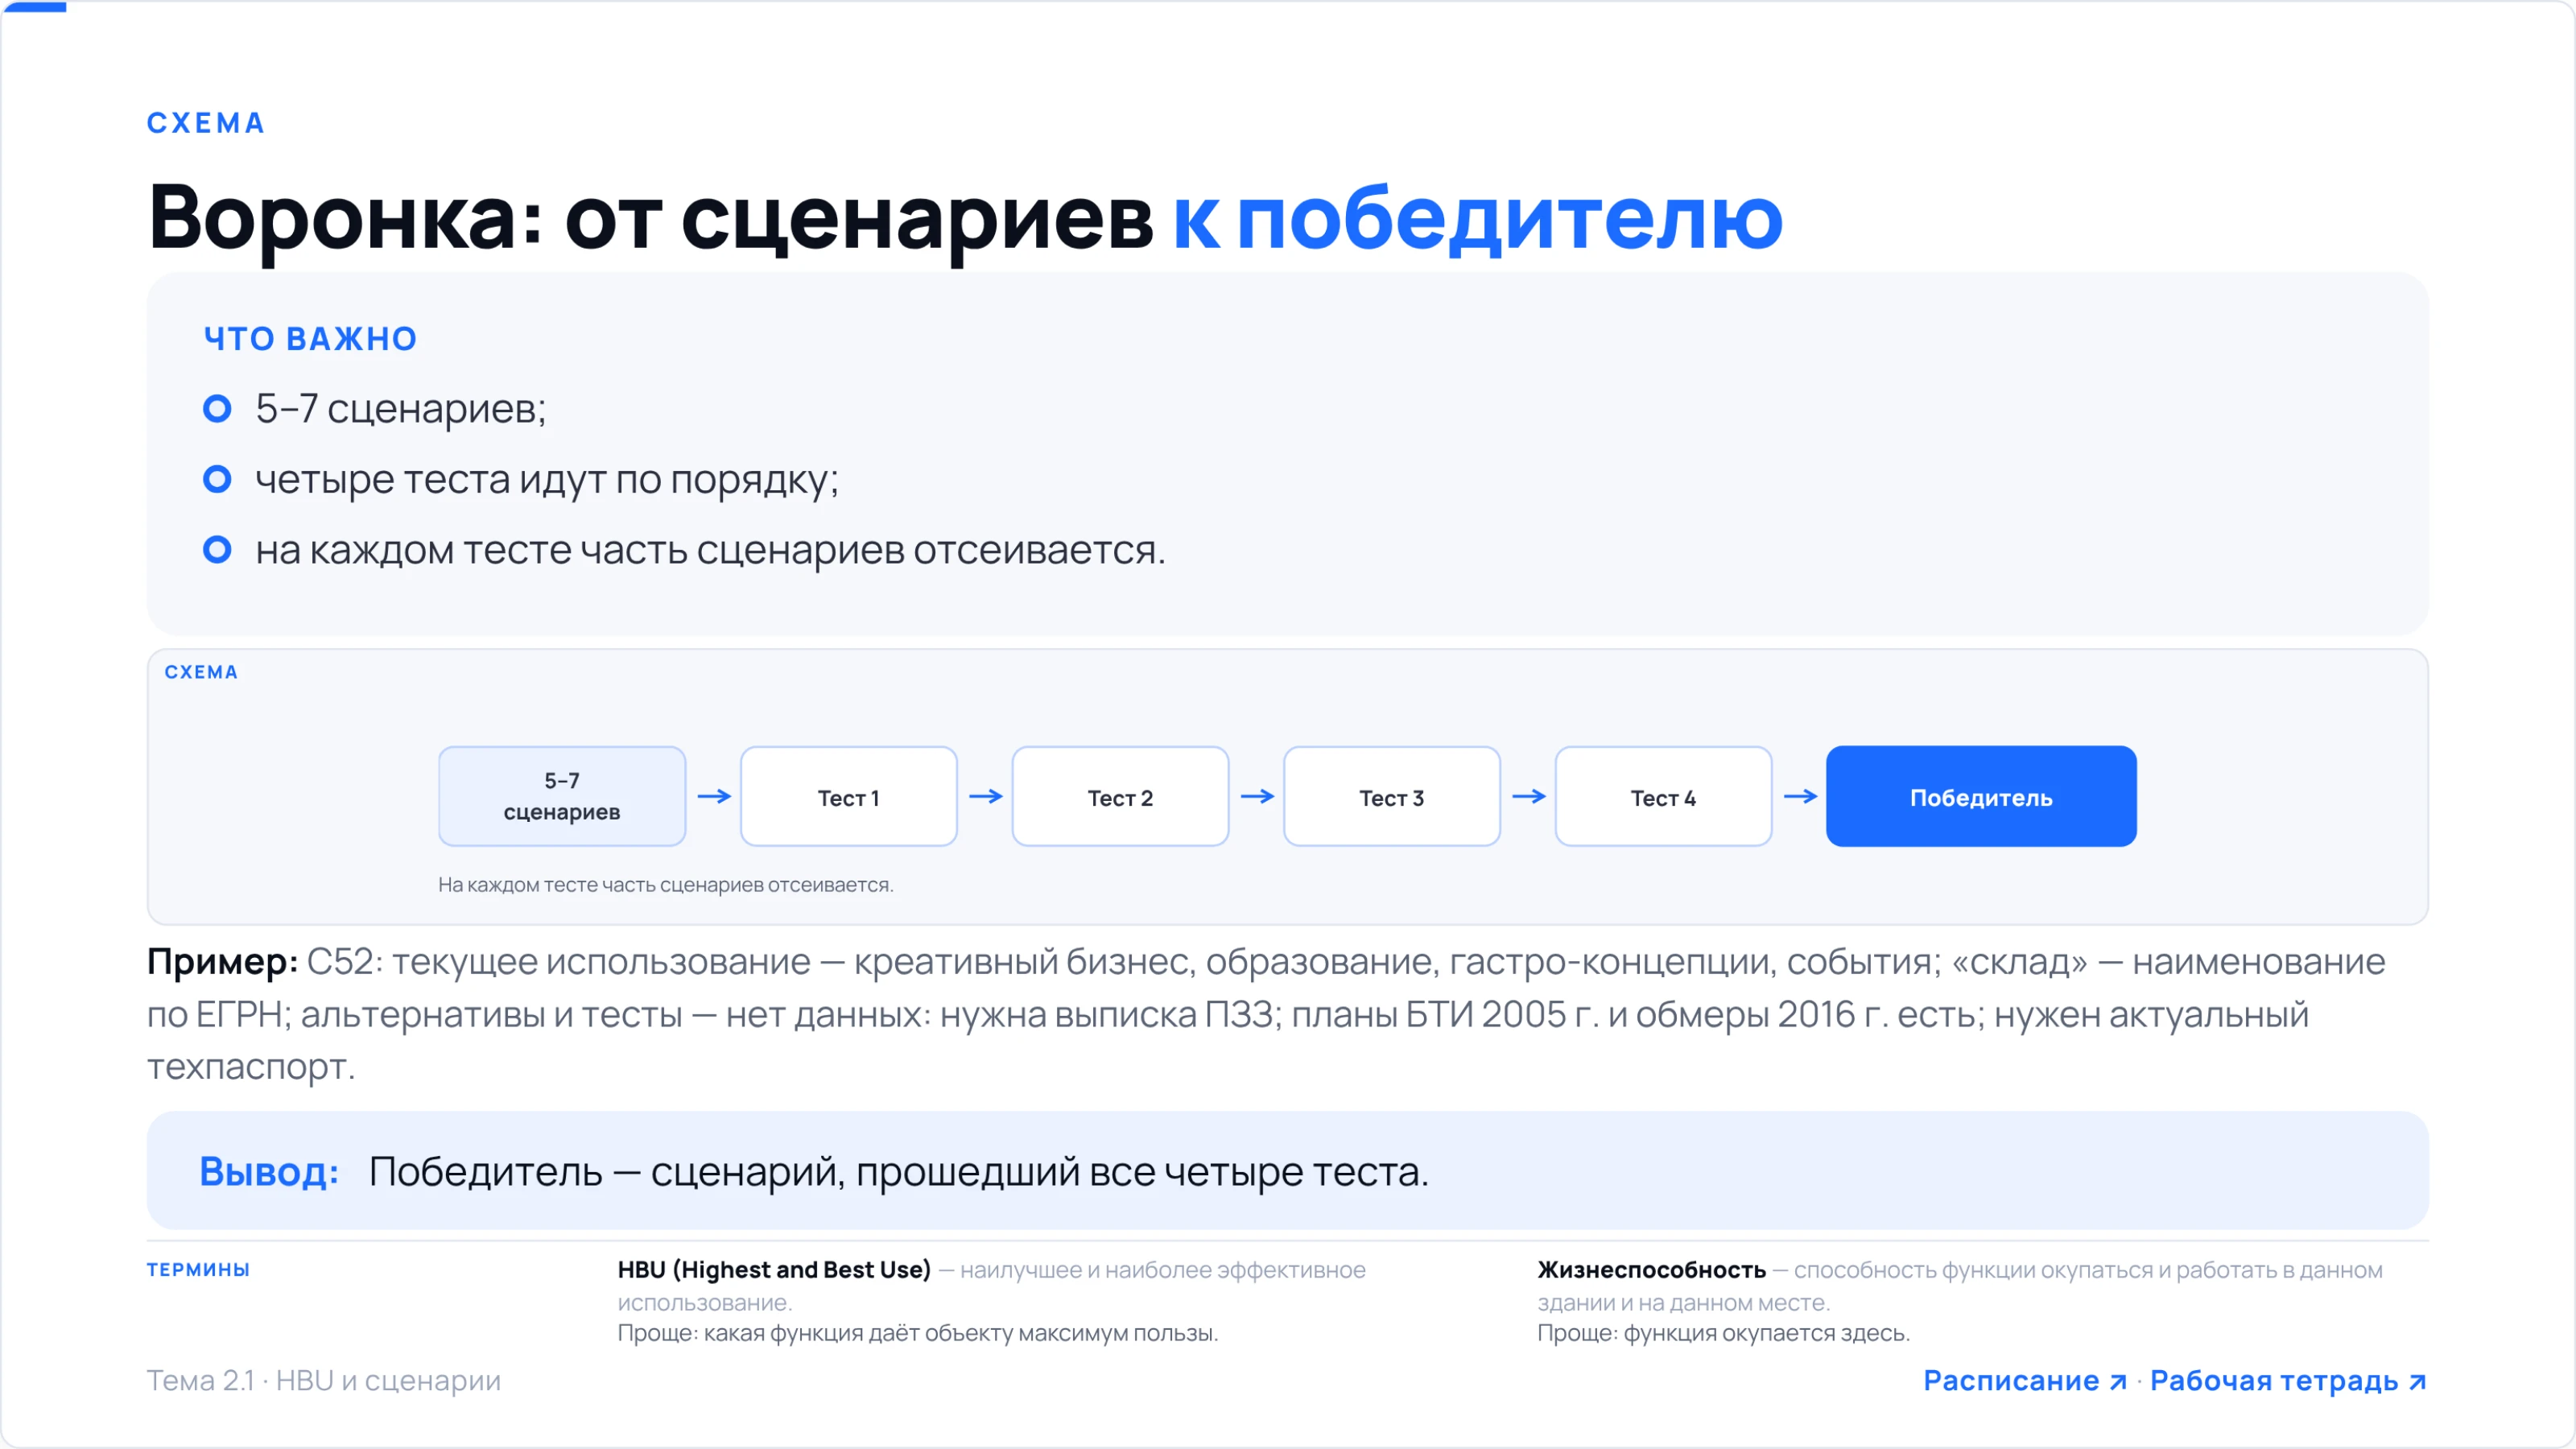 СХЕМА
Воронка: от сценариев к победителю
ЧТО ВАЖНО
5–7 сценариев;
четыре теста идут по порядку;
на каждом тесте часть сценариев отсеивается.
СХЕМА
5–7
сценариев
→
Тест 1
→
Тест 2
→
Тест 3
→
Тест 4
→
Победитель
На каждом тесте часть сценариев отсеивается.
Пример: С52: текущее использование — креативный бизнес, образование, гастро-концепции, события; «склад» — наименование
по ЕГРН; альтернативы и тесты — нет данных: нужна выписка ПЗЗ; планы БТИ 2005 г. и обмеры 2016 г. есть; нужен актуальный
техпаспорт.
Вывод: Победитель — сценарий, прошедший все четыре теста.
ТЕРМИНЫ
HBU (Highest and Best Use) — наилучшее и наиболее эффективное
использование.
Проще: какая функция даёт объекту максимум пользы.
Жизнеспособность — способность функции окупаться и работать в данном
здании и на данном месте.
Проще: функция окупается здесь.
Тема 2.1 · HBU и сценарии
Расписание ↗ · Рабочая тетрадь ↗